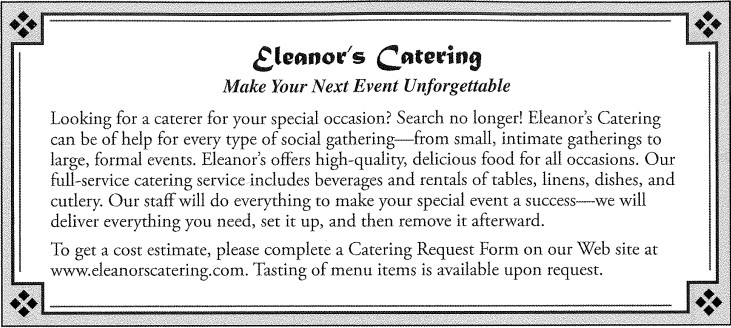 Eleanor's Catering
Make Your Next Event Unforgettable
Looking for a caterer for your special occasion? Search no longer! Eleanor's Catering
can be of help for every type of social gathering—from small, intimate gatherings to
large, formal events. Eleanor's offers high-quality, delicious food for all occasions. Our
full-service catering service includes beverages and rentals of tables, linens, dishes, and
cutlery. Our staff will do everything to make your special event a success—we will
deliver everything you need, set it up, and then remove it afterward.
To get a cost estimate, please complete a Catering Request Form on our Web site at
www.eleanorscatering.com. Tasting of menu items is available upon request.